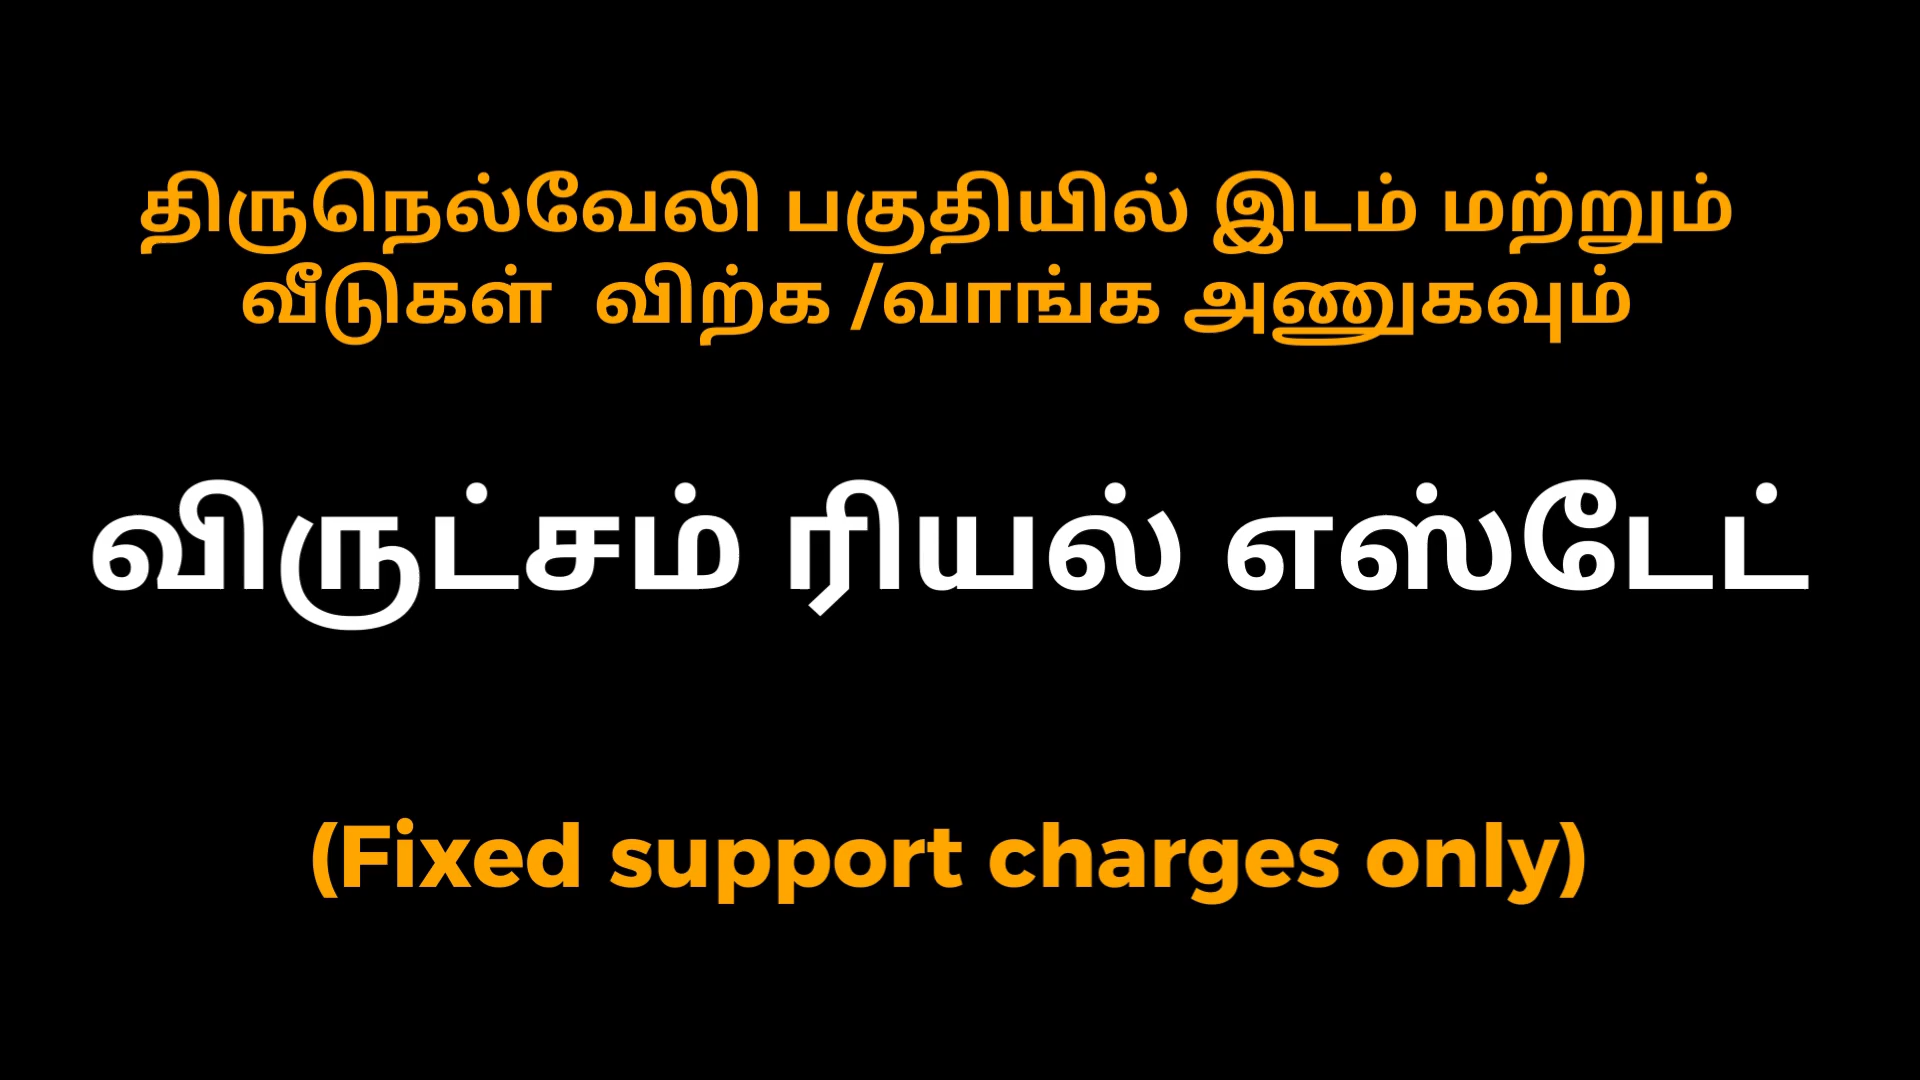 திருநெல்வேலி பகுதியில் இடம் மற்றும்
வீடுகள் விற்க /வாங்க அணுகவும்
விருட்சம் ரியல் எஸ்டேட்
(Fixed support charges only)